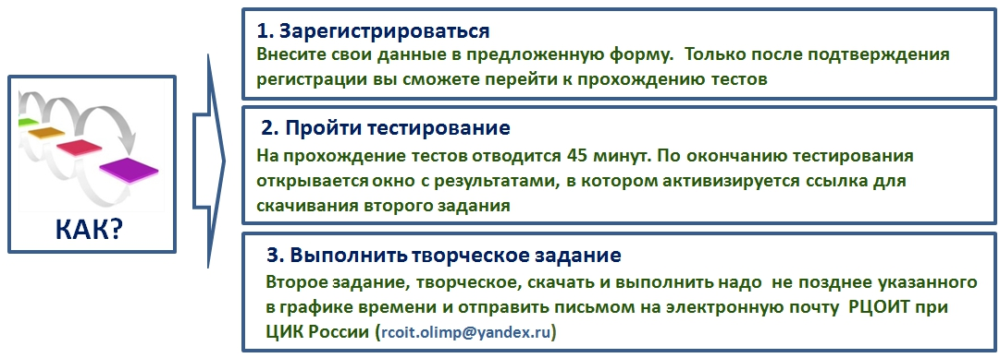 КАК?
1. Зарегистрироваться
Внесите свои данные в предложенную форму. Только после подтверждения
регистрации вы сможете перейти к прохождению тестов
2. Пройти тестирование
На прохождение тестов отводится 45 минут. По окончанию тестирования
открывается окно с результатами, в котором активизируется ссылка для
скачивания второго задания
3. Выполнить творческое задание
Второе задание, творческое, скачать и выполнить надо не позднее указанного
в графике времени и отправить письмом на электронную почту РЦОИТ при
ЦИК России (rcoit.olimp@yandex.ru)